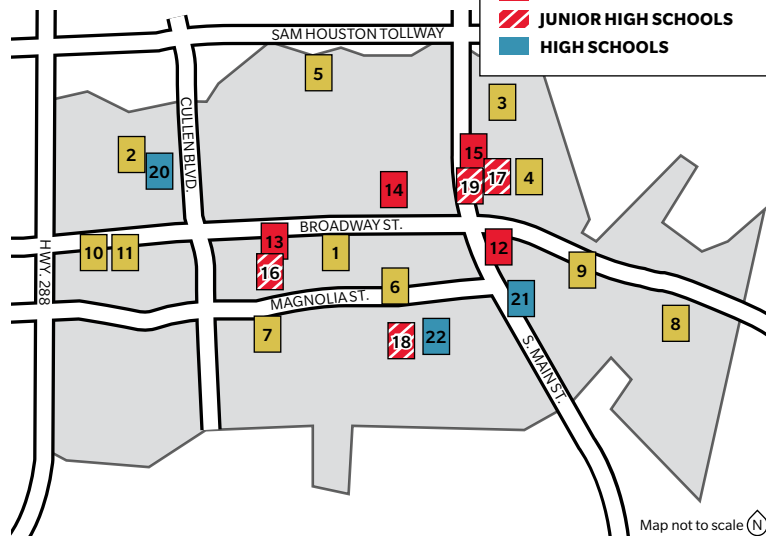 JUNIOR HIGH SCHOOLS
HIGH SCHOOLS
SAM HOUSTON TOLLWAY
5
3
CULLEN BLVD.
2
20
15
19
17
4
14
BROADWAY ST.
HWY. 288
10
11
13
1
12
16
9
6
MAGNOLIA ST.
21
8
7
18
22
S. MAIN ST.
Map not to scale N